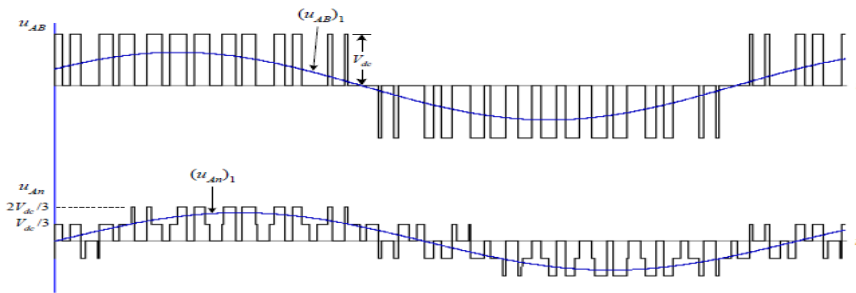 u_AB
(u_AB)_1
V_dc
u_An
(u_An)_1
2V_dc/3
V_dc/3